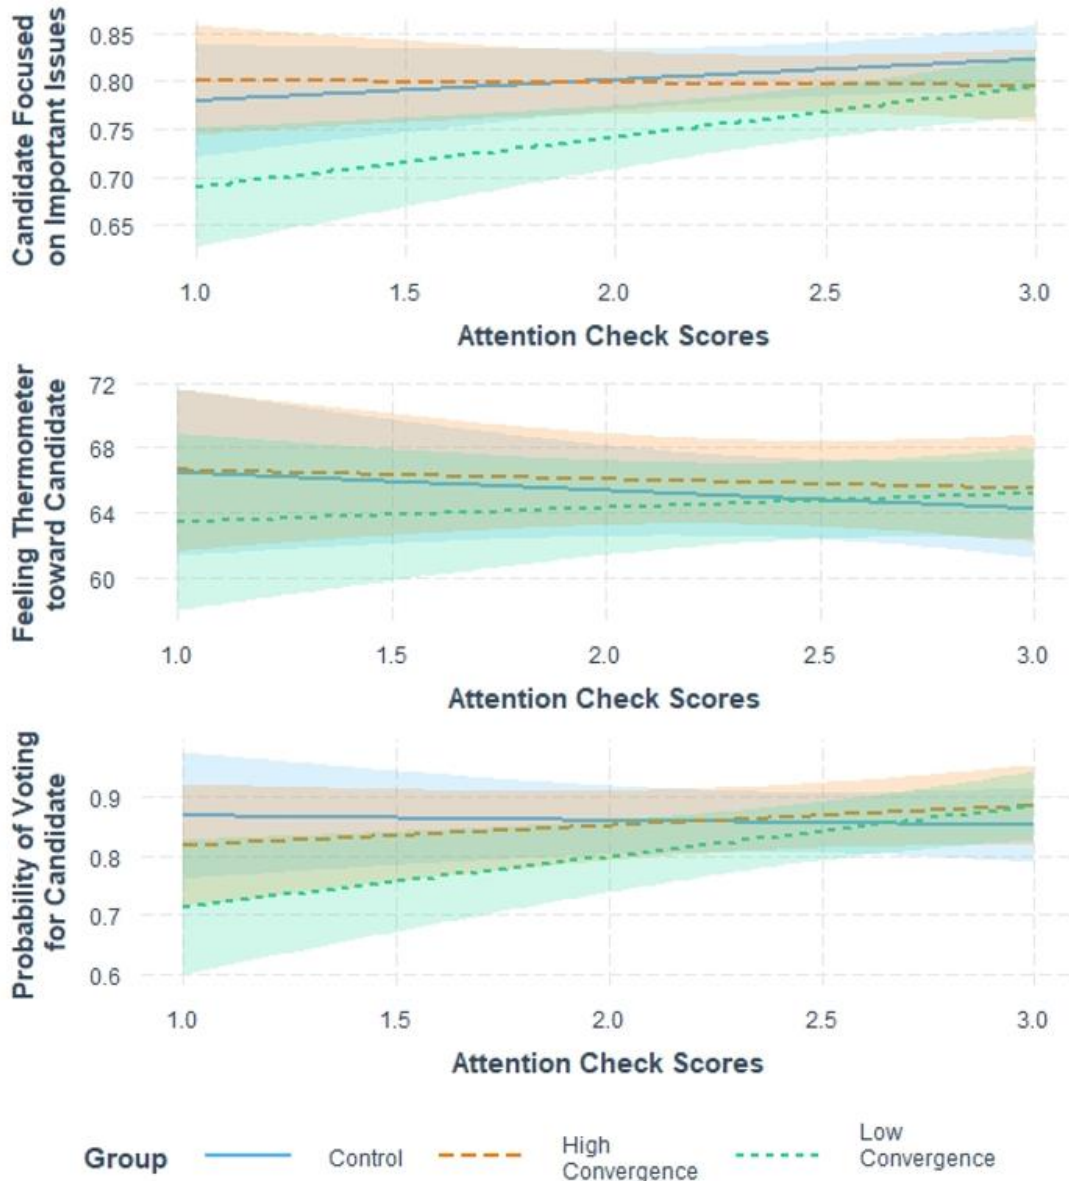 Candidate Focused
on Important Issues
0.85
0.80
0.75
0.70
0.65
1.0 1.5 2.0 2.5 3.0
Attention Check Scores
Feeling Thermometer
toward Candidate
72
68
64
60
1.0 1.5 2.0 2.5 3.0
Attention Check Scores
Probability of Voting
for Candidate
0.9
0.8
0.7
0.6
1.0 1.5 2.0 2.5 3.0
Attention Check Scores
Group
Control
High
Convergence
Low
Convergence